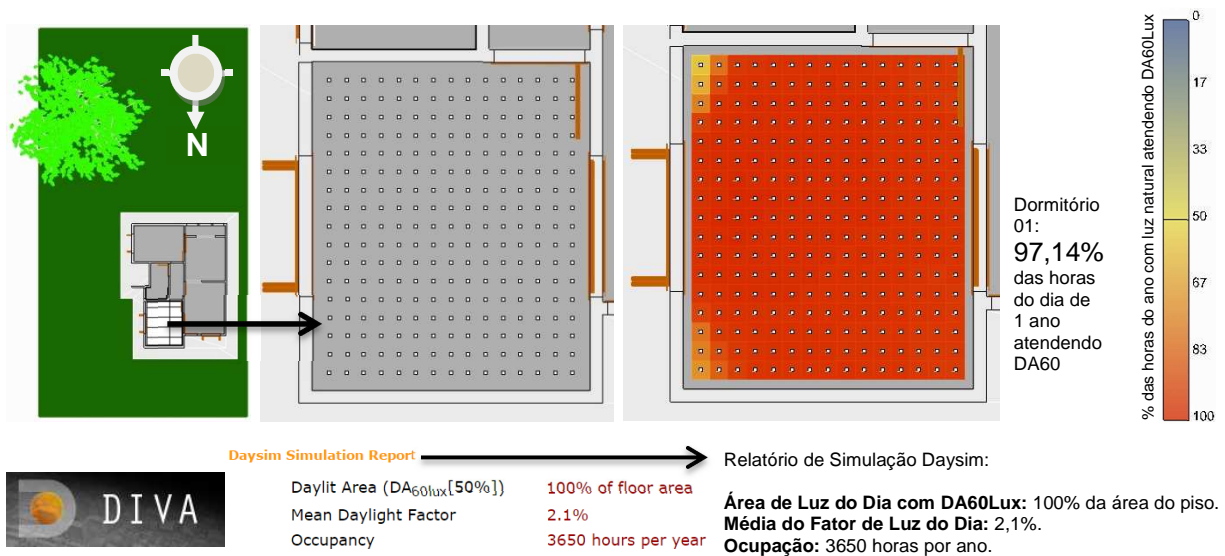 N
Dormitório
01:
97,14%
das horas
do dia de
1 ano
atendendo
DA60
% das horas do ano com luz natural atendendo DA60Lux
0
17
33
50
67
83
100
Daysim Simulation Report
Daylit Area (DA60lux[50%]) 100% of floor area
Mean Daylight Factor 2.1%
Occupancy 3650 hours per year
DIVA
Relatório de Simulação Daysim:
Área de Luz do Dia com DA60Lux: 100% da área do piso.
Média do Fator de Luz do Dia: 2,1%.
Ocupação: 3650 horas por ano.